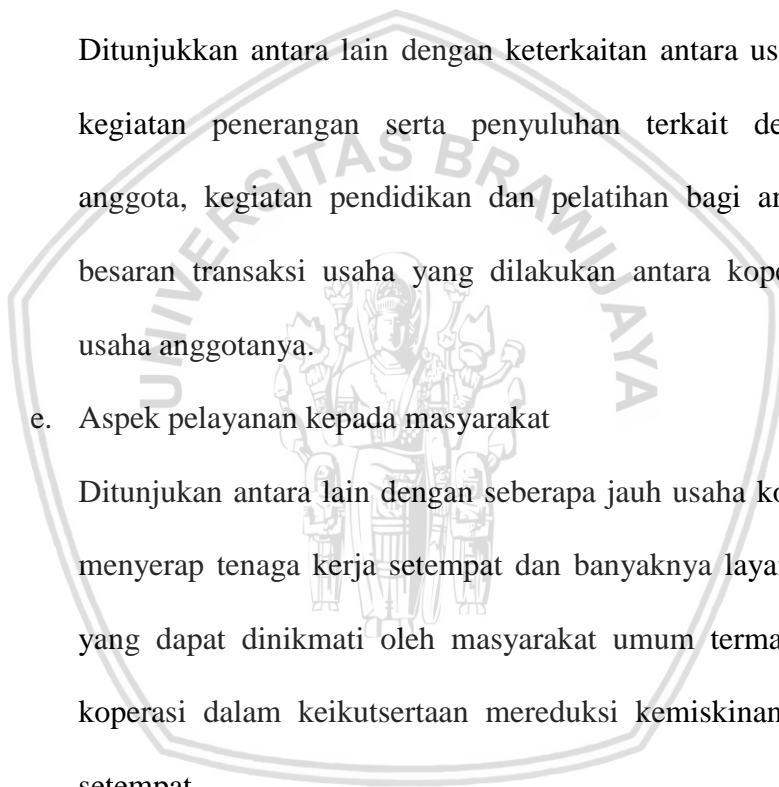 Ditunjukkan antara lain dengan keterkaitan antara us
kegiatan penerangan serta penyuluhan terkait de
anggota, kegiatan pendidikan dan pelatihan bagi an
besaran transaksi usaha yang dilakukan antara kope
usaha anggotanya.
e. Aspek pelayanan kepada masyarakat
Ditunjukan antara lain dengan seberapa jauh usaha ko
menyerap tenaga kerja setempat dan banyaknya laya
yang dapat dinikmati oleh masyarakat umum terma
koperasi dalam keikutsertaan mereduksi kemiskinan
setempat
UNIVERSITAS BRAWIJAYA